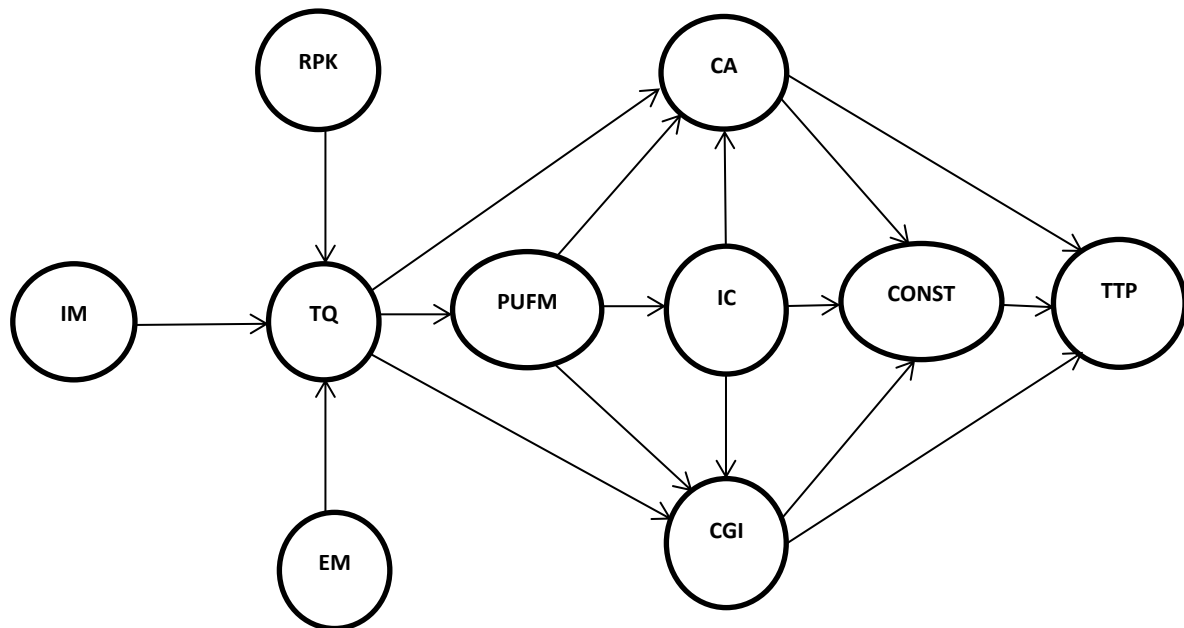 RPK
CA
IM
TQ
PUFM
IC
CONST
TTP
EM
CGI